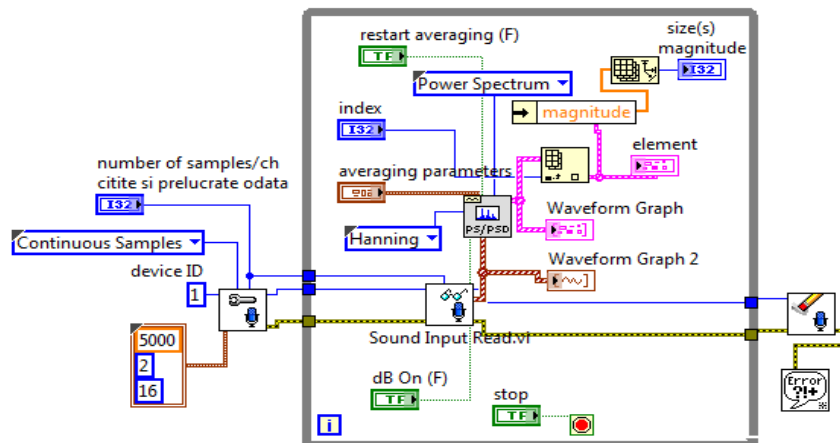 restart averaging (F)
TF
size(s)
magnitude
I32
Power Spectrum
magnitude
index
I32
element
number of samples/ch
citite si prelucrate odata
I32
averaging parameters
Waveform Graph
PS/PSD
Continuous Samples
Hanning
Waveform Graph 2
device ID
1
Sound Input Read.vi
5000
2
16
dB On (F)
TF
stop
TF
i
Error
?!+